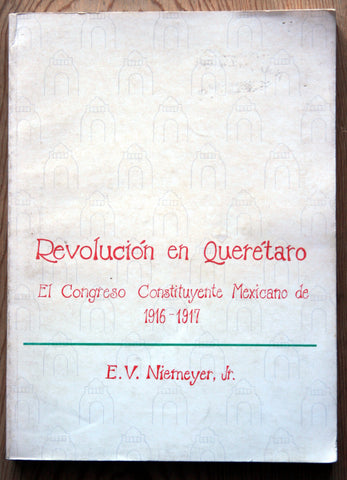 Revolución en Querétaro
El Congreso Constituyente Mexicano de
1916-1917
E.V. Niemeyer, Jr.